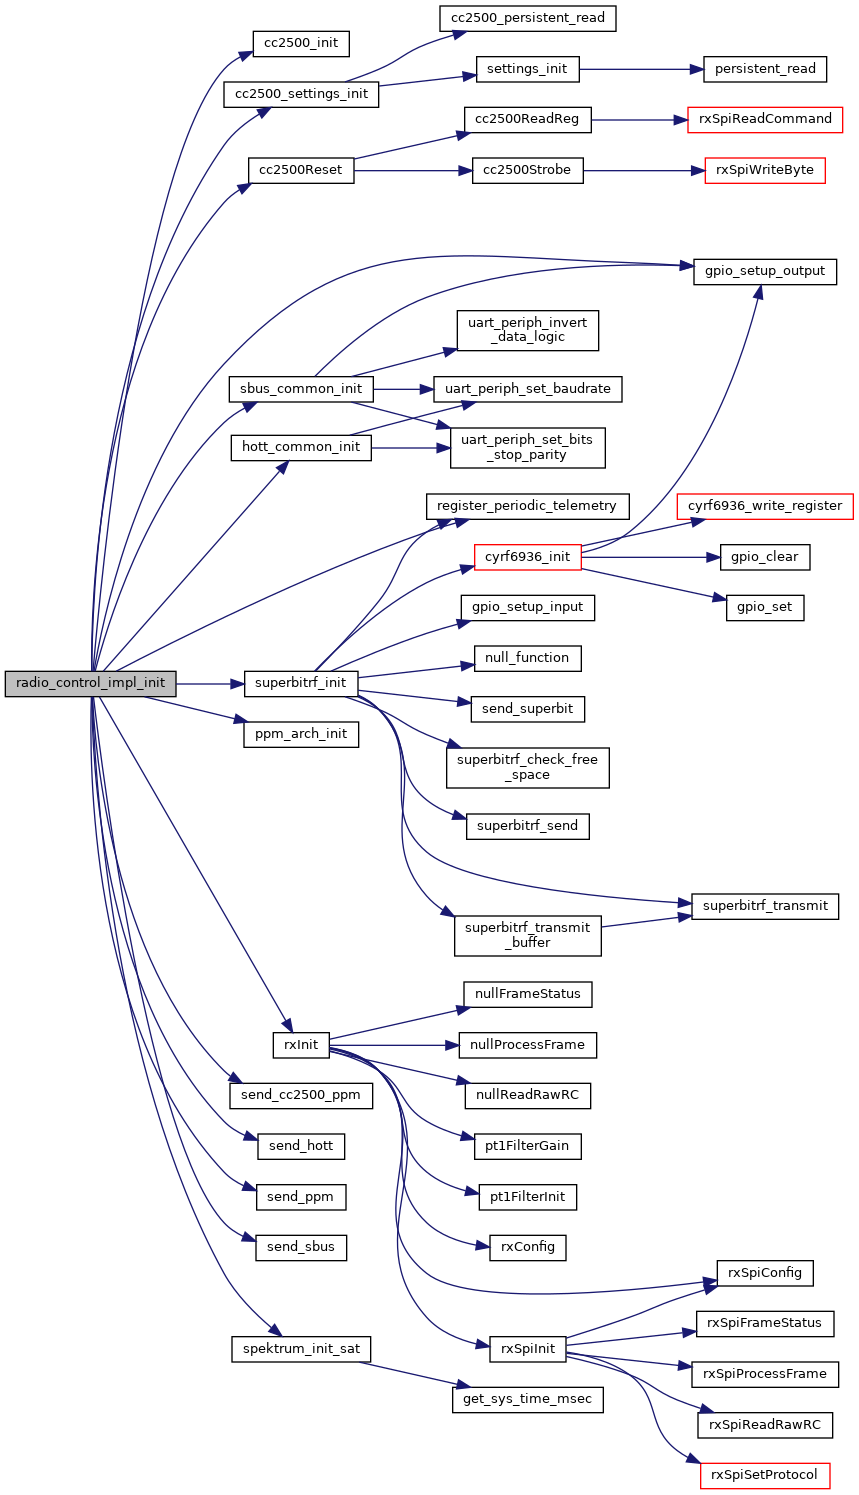 cc2500_persistent_read
cc2500_init
settings_init
persistent_read
cc2500_settings_init
cc2500ReadReg
rxSpiReadCommand
cc2500Reset
cc2500Strobe
rxSpiWriteByte
gpio_setup_output
uart_periph_invert
_data_logic
sbus_common_init
uart_periph_set_baudrate
hott_common_init
uart_periph_set_bits
_stop_parity
register_periodic_telemetry
cyrf6936_write_register
cyrf6936_init
gpio_clear
gpio_setup_input
gpio_set
null_function
radio_control_impl_init
superbitrf_init
send_superbit
ppm_arch_init
superbitrf_check_free
_space
superbitrf_send
superbitrf_transmit
superbitrf_transmit
_buffer
nullFrameStatus
rxInit
nullProcessFrame
send_cc2500_ppm
nullReadRawRC
send_hott
pt1FilterGain
send_ppm
pt1FilterInit
send_sbus
rxConfig
rxSpiConfig
rxSpiFrameStatus
spektrum_init_sat
rxSpiInit
rxSpiProcessFrame
get_sys_time_msec
rxSpiReadRawRC
rxSpiSetProtocol